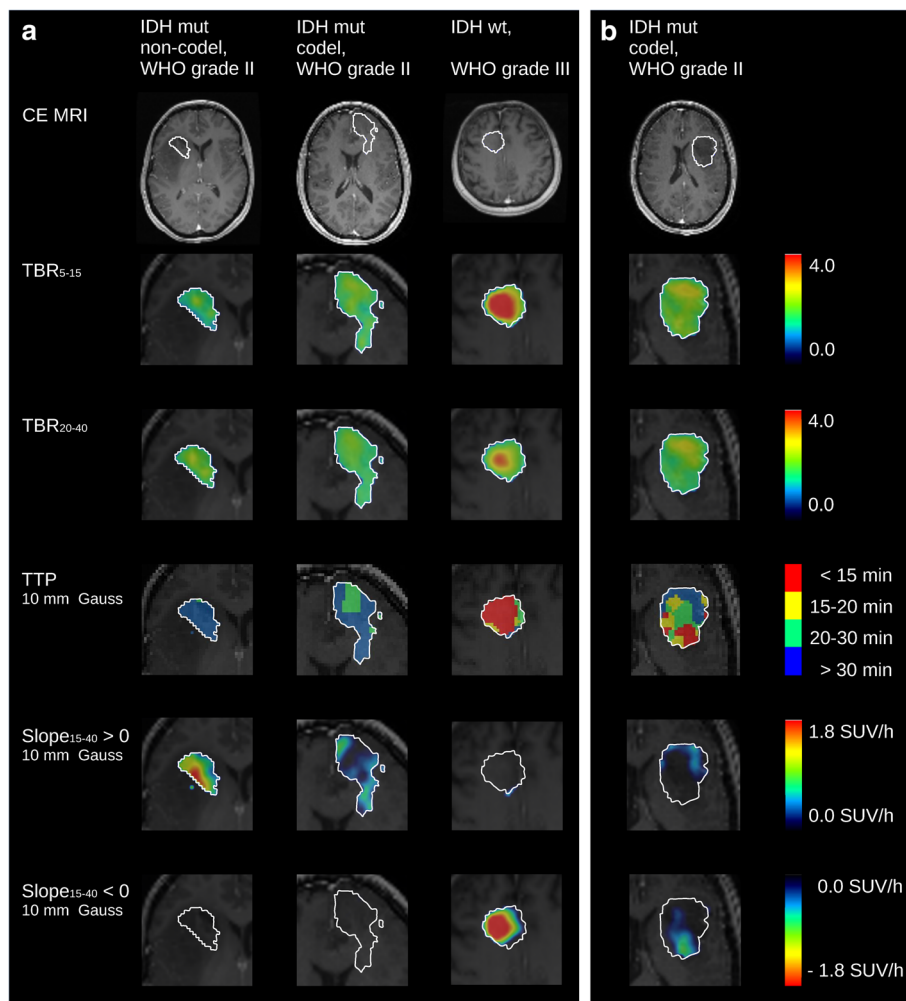 a
IDH mut
non-codel,
WHO grade II
IDH mut
codel,
WHO grade II
IDH wt,
WHO grade III
b
IDH mut
codel,
WHO grade II
CE MRI
TBR5-15
4.0
0.0
TBR20-40
4.0
0.0
TTP
10 mm Gauss
< 15 min
15-20 min
20-30 min
> 30 min
Slope15-40 > 0
10 mm Gauss
1.8 SUV/h
0.0 SUV/h
Slope15-40 < 0
10 mm Gauss
0.0 SUV/h
- 1.8 SUV/h